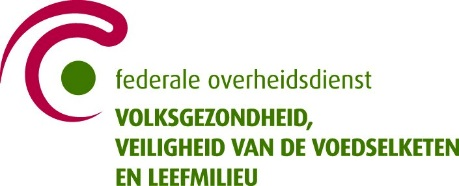 federale overheidsdienst
VOLKSGEZONDHEID,
VEILIGHEID VAN DE VOEDSELKETEN
EN LEEFMILIEU